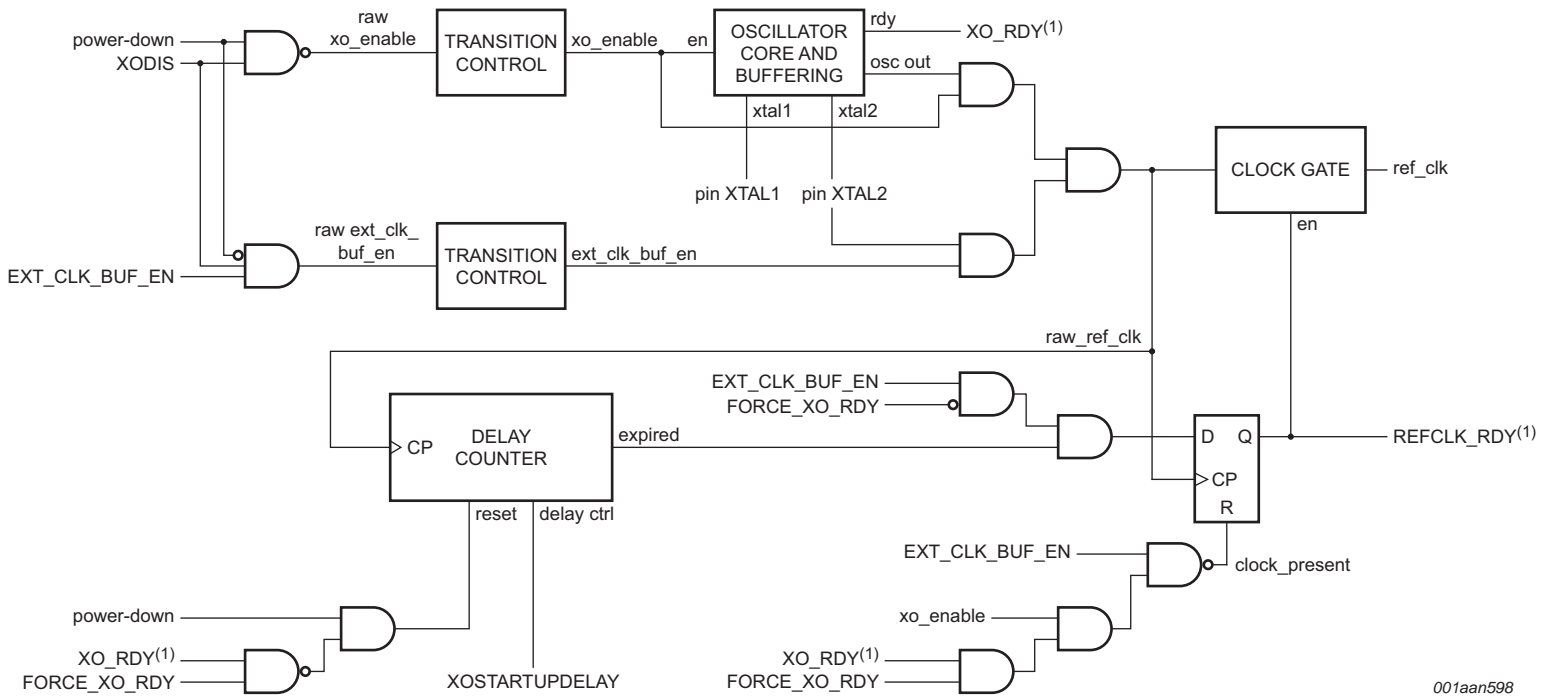 power-down
XODIS
raw
xo_enable
TRANSITION
CONTROL
xo_enable
en
OSCILLATOR
CORE AND
BUFFERING
rdy
XO_RDY(1)
osc out
xtal1
xtal2
pin XTAL1
pin XTAL2
CLOCK GATE
ref_clk
en
EXT_CLK_BUF_EN
raw ext_clk_
buf_en
TRANSITION
CONTROL
ext_clk_buf_en
raw_ref_clk
EXT_CLK_BUF_EN
FORCE_XO_RDY
CP
DELAY
COUNTER
expired
reset
delay ctrl
D
Q
CP
R
REFCLK_RDY(1)
EXT_CLK_BUF_EN
clock_present
power-down
XO_RDY(1)
FORCE_XO_RDY
XOSTARTUPDELAY
xo_enable
XO_RDY(1)
FORCE_XO_RDY
001aan598